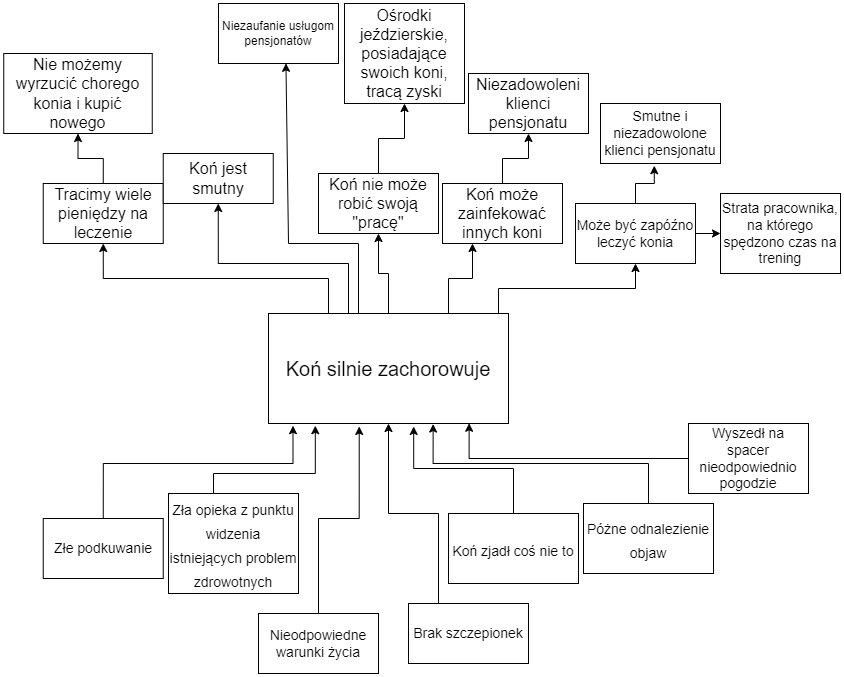 Niezaufanie usługom
pensjonatów
Ośrodki
jeździerskie,
posiadające
swoich koni,
tracą zyski
Nie możemy
wyrzucić chorego
konia i kupić
nowego
Niezadowoleni
klienci
pensjonatu
Smutne i
niezadowolone
klienci pensjonatu
Koń jest
smutny
Tracimy wiele
pieniędzy na
leczenie
Koń nie może
robić swoją
"pracę"
Koń może
zainfekować
innych koni
Może być zapóźno
leczyć konia
Strata pracownika,
na którego
spędzono czas na
trening
Koń silnie zachorowuje
Wyszedł na
spacer
nieodpowiednio
pogodzie
Złe podkuwanie
Zła opieka z punktu
widzenia
istniejących problem
zdrowotnych
Koń zjadł coś nie to
Późne odnalezienie
objaw
Nieodpowiedne
warunki życia
Brak szczepionek